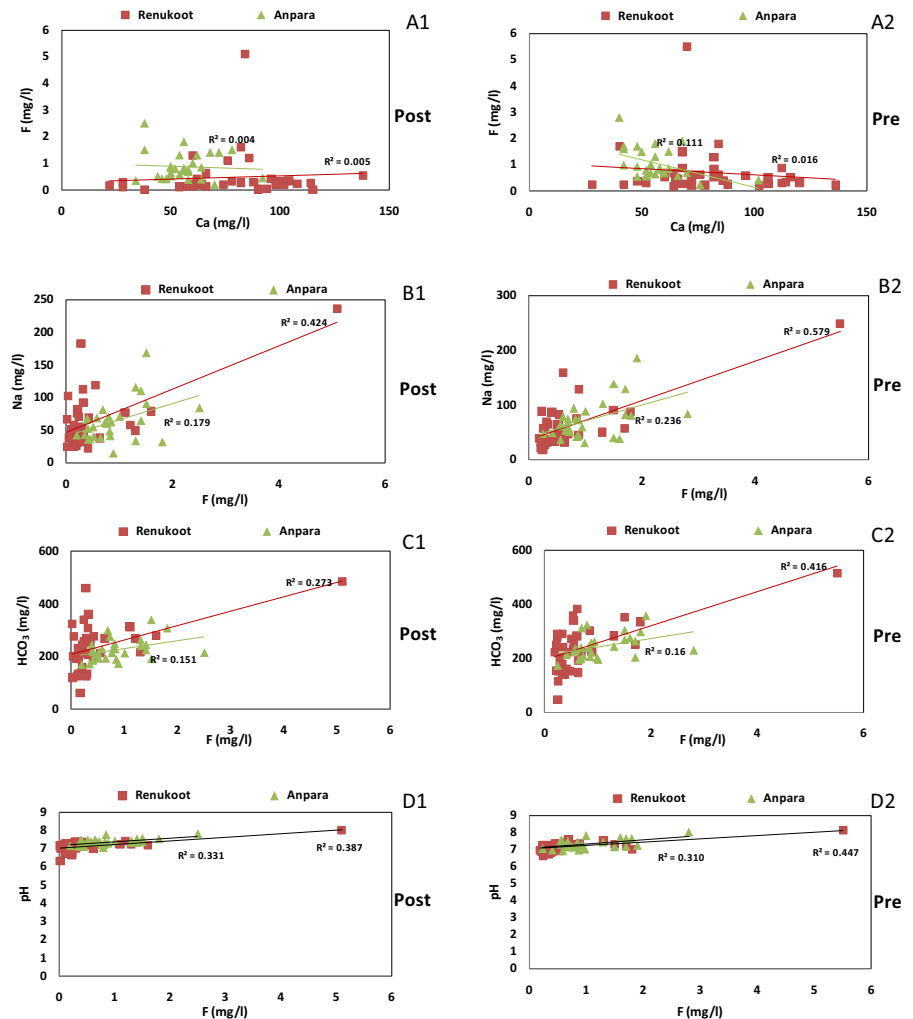 Renukoot Anpara A1
6
5
4
3
2
1
0
F (mg/l)
R² = 0.004
R² = 0.005
0 50 100 150
Ca (mg/l)
Post
Renukoot Anpara A2
6
5
4
3
2
1
0
F (mg/l)
R² = 0.111
R² = 0.016
0 50 100 150
Ca (mg/l)
Pre
Renukoot Anpara B1
250
200
150
100
50
0
Na (mg/l)
R² = 0.424
R² = 0.179
0 2 4 6
F (mg/l)
Post
Renukoot Anpara B2
300
200
100
0
Na (mg/l)
R² = 0.579
R² = 0.236
0 2 4 6
F (mg/l)
Pre
Renukoot Anpara C1
600
400
200
0
HCO₃ (mg/l)
R² = 0.273
R² = 0.151
0 1 2 3 4 5 6
F (mg/l)
Post
Renukoot Anpara C2
600
400
200
0
HCO₃ (mg/l)
R² = 0.416
R² = 0.16
0 2 4 6
F (mg/l)
Pre
Renukoot Anpara D1
9
8
7
6
5
4
3
2
1
0
pH
R² = 0.331
R² = 0.387
0 1 2 3 4 5 6
F (mg/l)
Post
Renukoot Anpara D2
9
8
7
6
5
4
3
2
1
0
pH
R² = 0.310
R² = 0.447
0 1 2 3 4 5 6
F (mg/l)
Pre